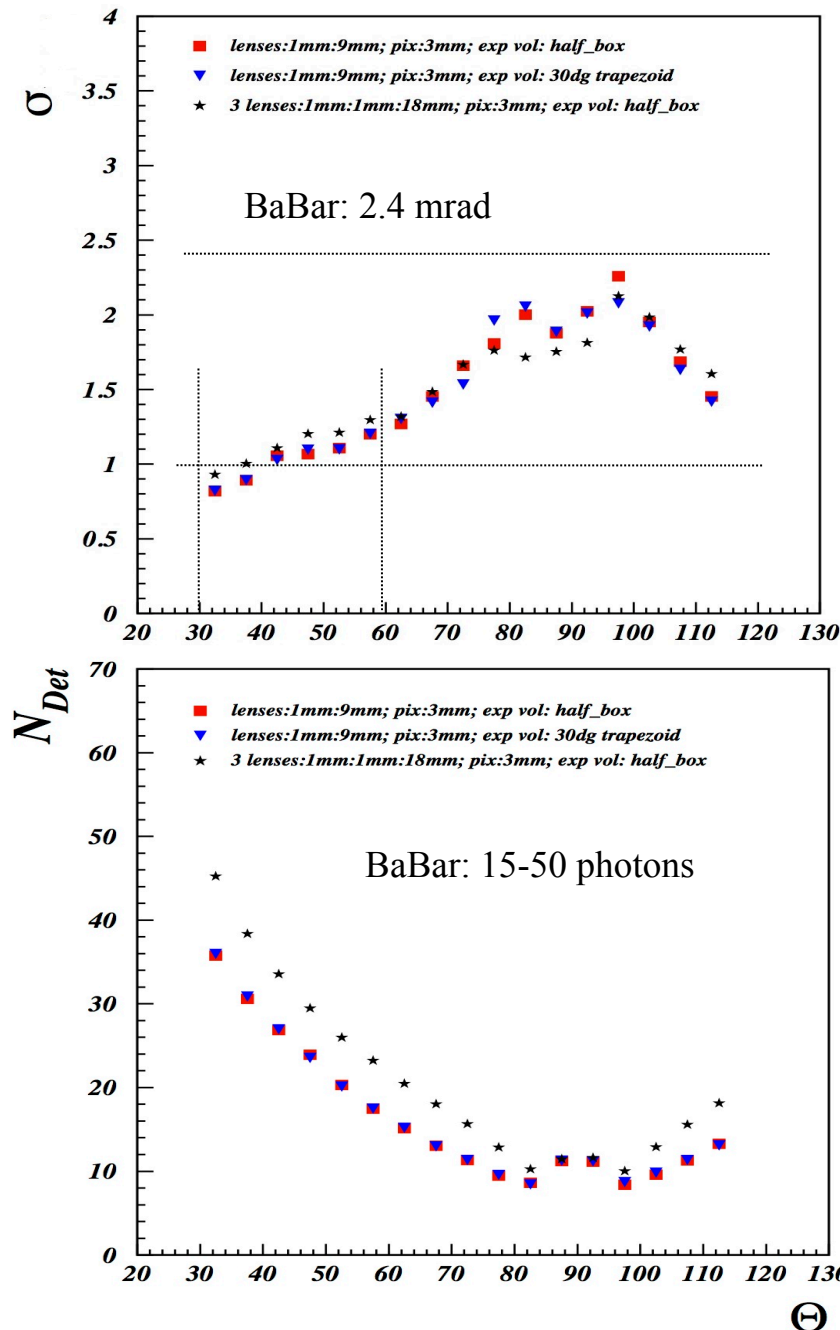 4
3.5
3
2.5
2
1.5
1
0.5
0
σ
lenses:1mm:9mm; pix:3mm; exp vol: half_box
lenses:1mm:9mm; pix:3mm; exp vol: 30dg trapezoid
3 lenses:1mm:1mm:18mm; pix:3mm; exp vol: half_box
BaBar: 2.4 mrad
20 30 40 50 60 70 80 90 100 110 120 130
70
60
50
40
30
20
10
0
N_Det
lenses:1mm:9mm; pix:3mm; exp vol: half_box
lenses:1mm:9mm; pix:3mm; exp vol: 30dg trapezoid
3 lenses:1mm:1mm:18mm; pix:3mm; exp vol: half_box
BaBar: 15-50 photons
20 30 40 50 60 70 80 90 100 110 120 130
Θ